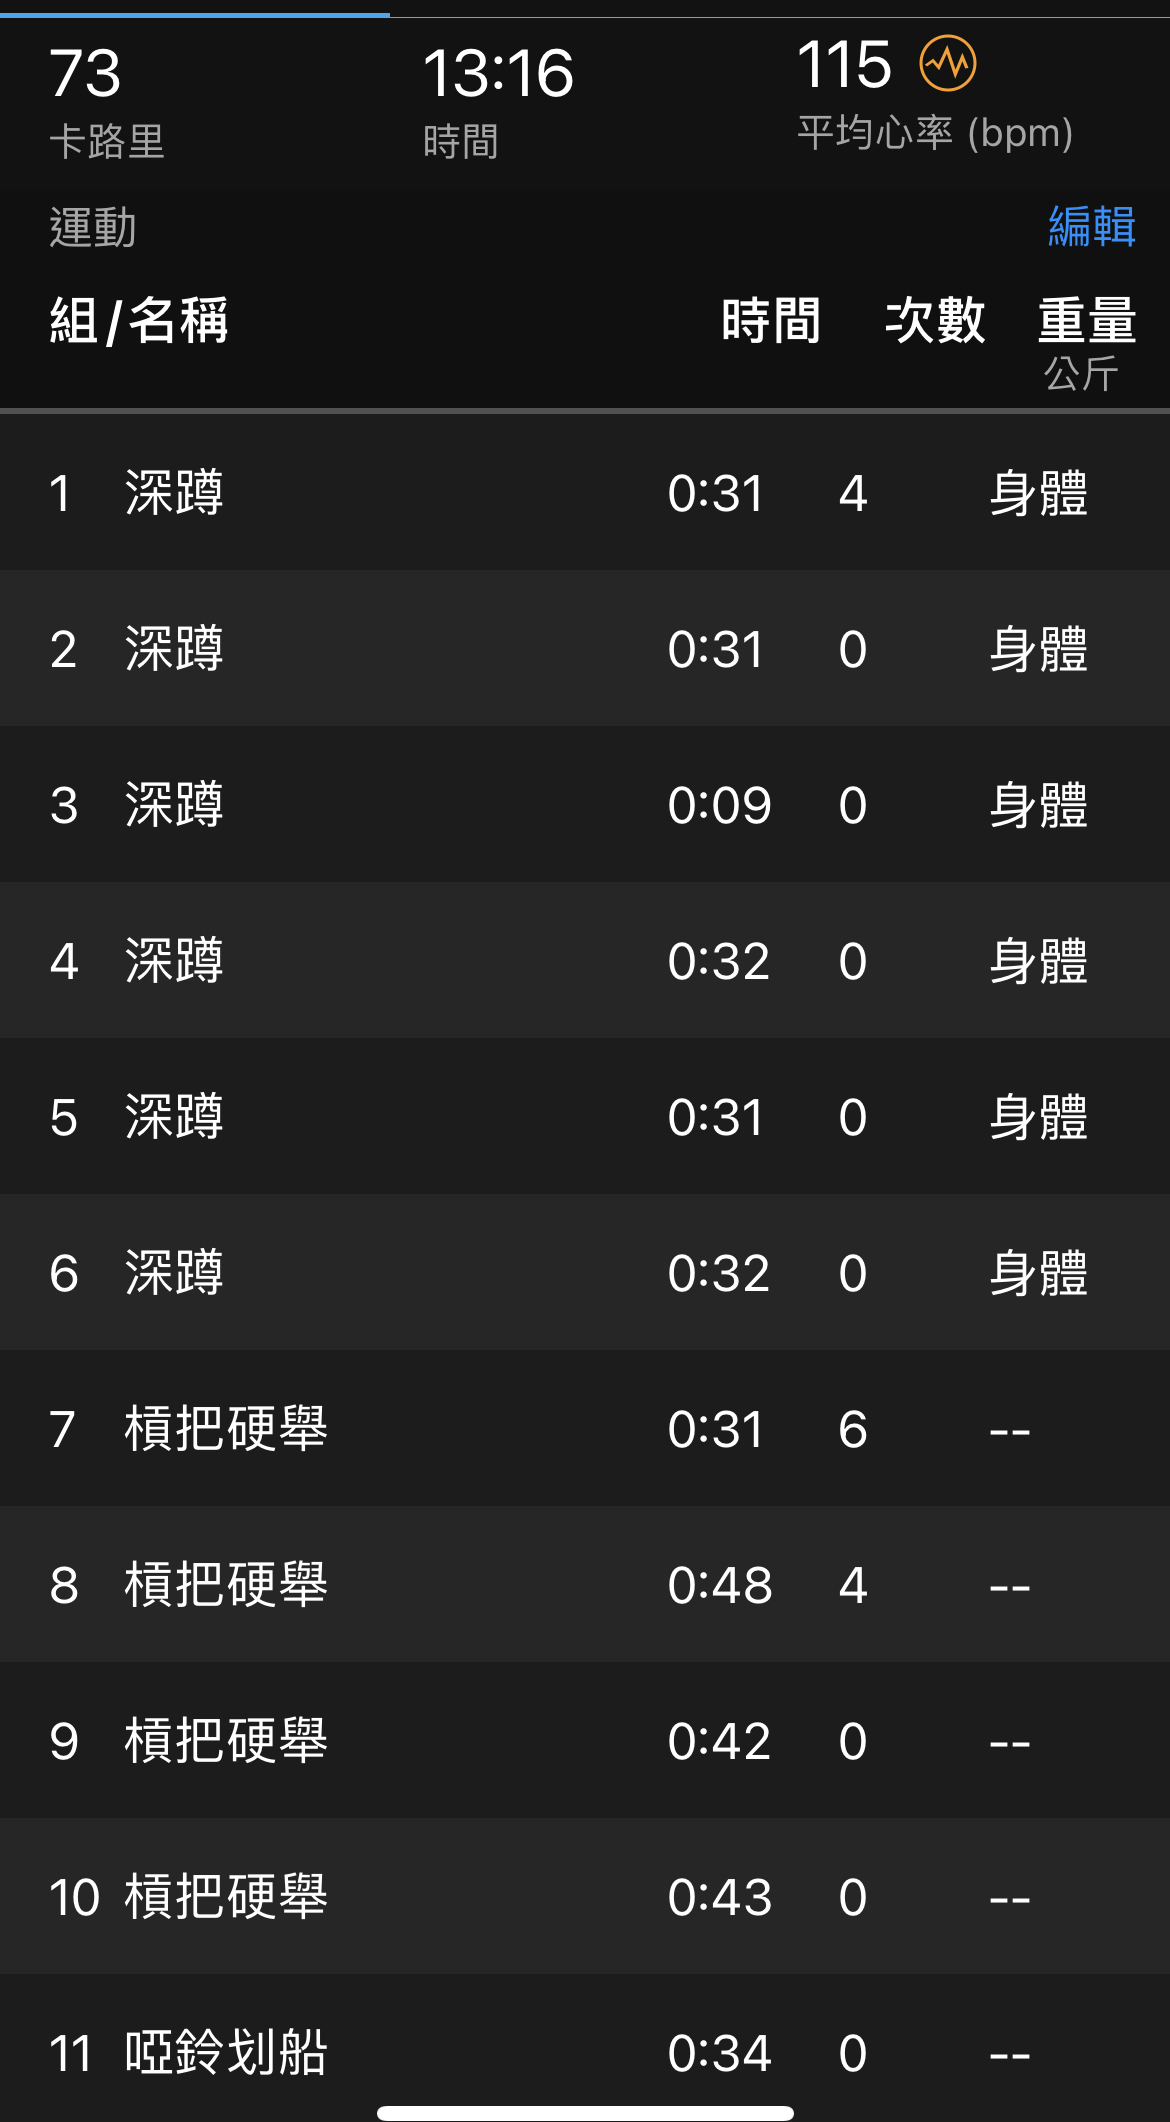 73 13:16 115
卡路里 時間 平均心率 (bpm)
運動 編輯
組/名稱 時間 次數 重量
公斤
1 深蹲 0:31 4 身體
2 深蹲 0:31 0 身體
3 深蹲 0:09 0 身體
4 深蹲 0:32 0 身體
5 深蹲 0:31 0 身體
6 深蹲 0:32 0 身體
7 槓把硬舉 0:31 6 --
8 槓把硬舉 0:48 4 --
9 槓把硬舉 0:42 0 --
10 槓把硬舉 0:43 0 --
11 啞鈴划船 0:34 0 --